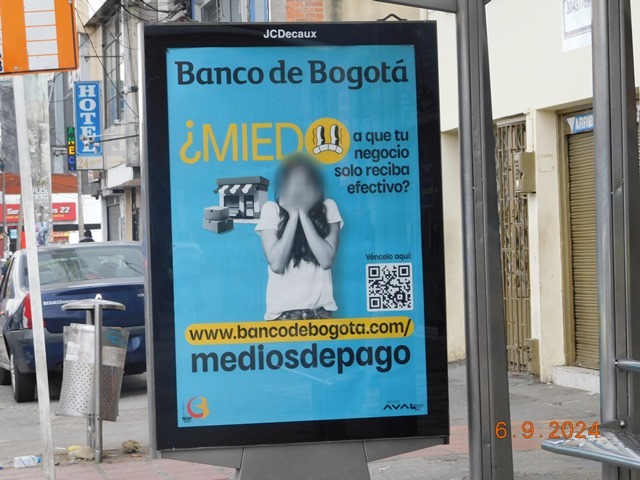 JCDecaux
Banco de Bogotá
¿MIEDO
a que tu
negocio
solo reciba
efectivo?
Véncelo aquí:
www.bancodebogota.com/
mediosdepago
AVAL
HOTEL
22
6.9.2024